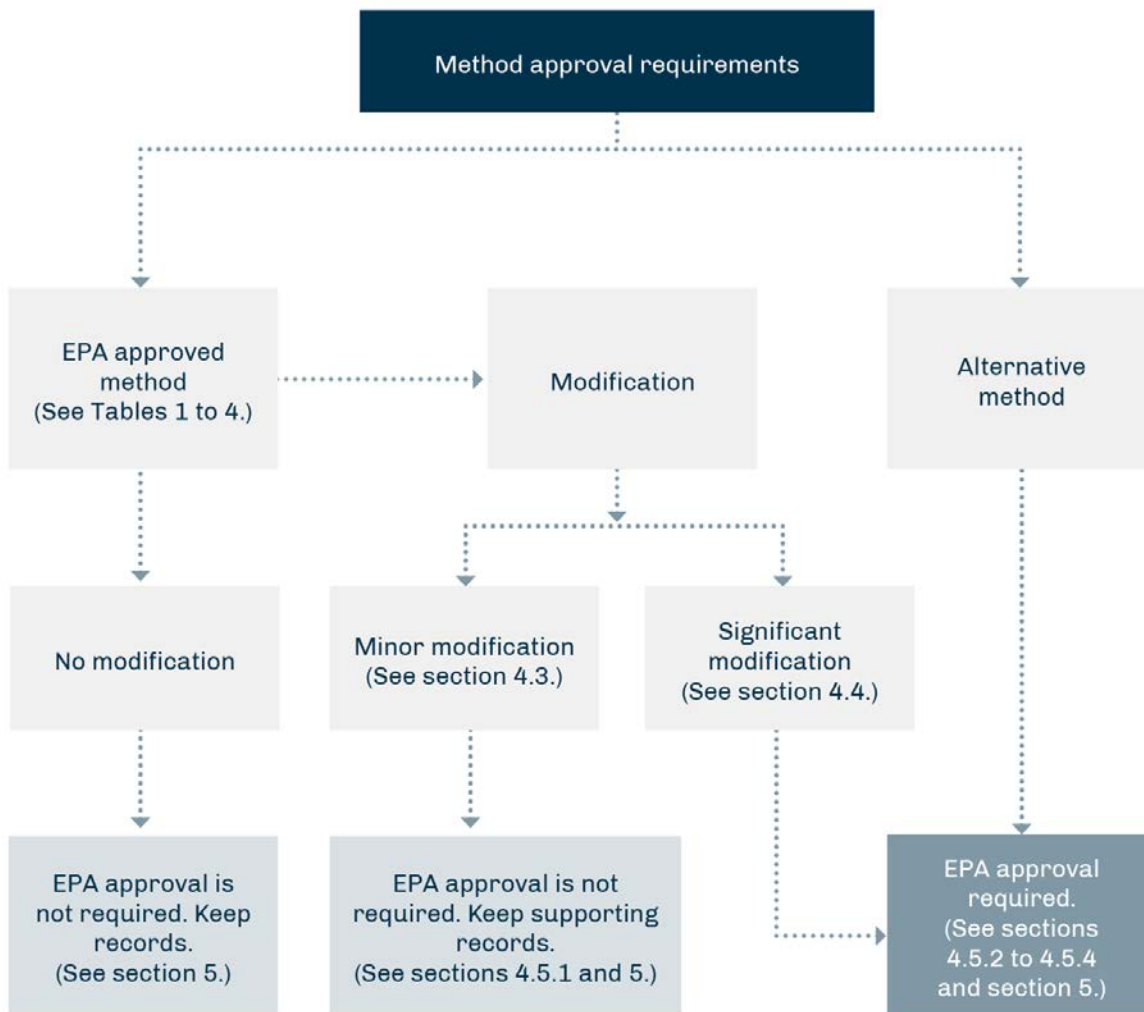 Method approval requirements
EPA approved
method
(See Tables 1 to 4.)
Modification
Alternative
method
No modification
Minor modification
(See section 4.3.)
Significant
modification
(See section 4.4.)
EPA approval is
not required. Keep
records.
(See section 5.)
EPA approval is not
required. Keep supporting
records.
(See sections 4.5.1 and 5.)
EPA approval
required.
(See sections
4.5.2 to 4.5.4
and section 5.)